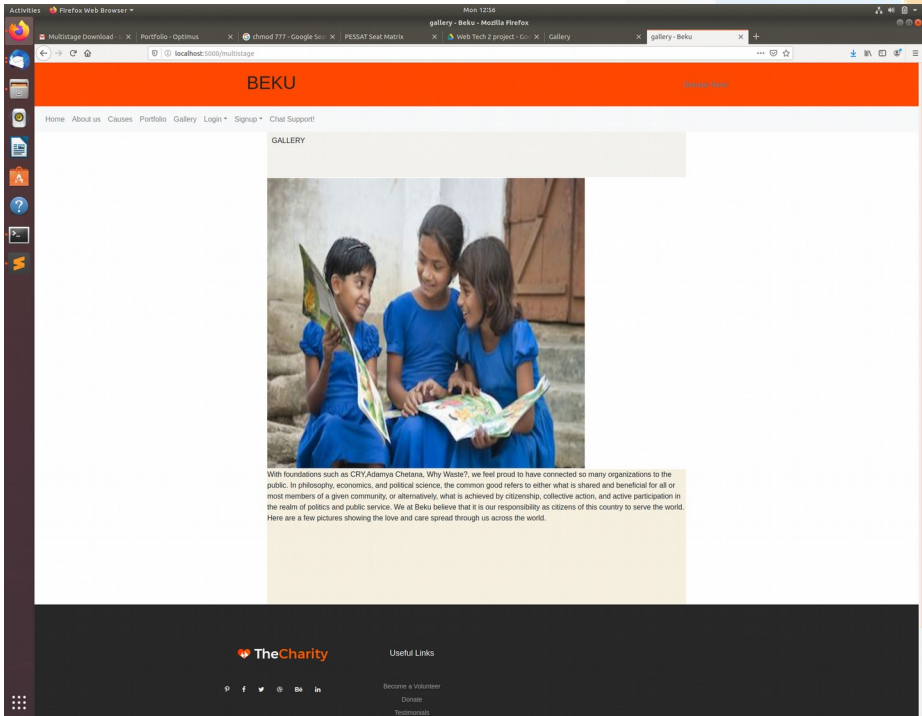 Activities Firefox Web Browser Mon 12:56
gallery - Beku - Mozilla Firefox
Multistage Download - Portfolio - Optimus chmod 777 - Google Sea PESSAT Seat Matrix Web Tech 2 project - Goo Gallery gallery - Beku
localhost:5000/multistage
BEKU
Home About us Causes Portfolio Gallery Login Signup Chat Support!
GALLERY
With foundations such as CRY,Adamya Chetana, Why Waste?, we feel proud to have connected so many organizations to the
public. In philosophy, economics, and political science, the common good refers to either what is shared and beneficial for all or
most members of a given community, or alternatively, what is achieved by citizenship, collective action, and active participation in
the realm of politics and public service. We at Beku believe that it is our responsibility as citizens of this country to serve the world.
Here are a few pictures showing the love and care spread through us across the world.
TheCharity Useful Links
Become a Volunteer
Donate
Testimonials